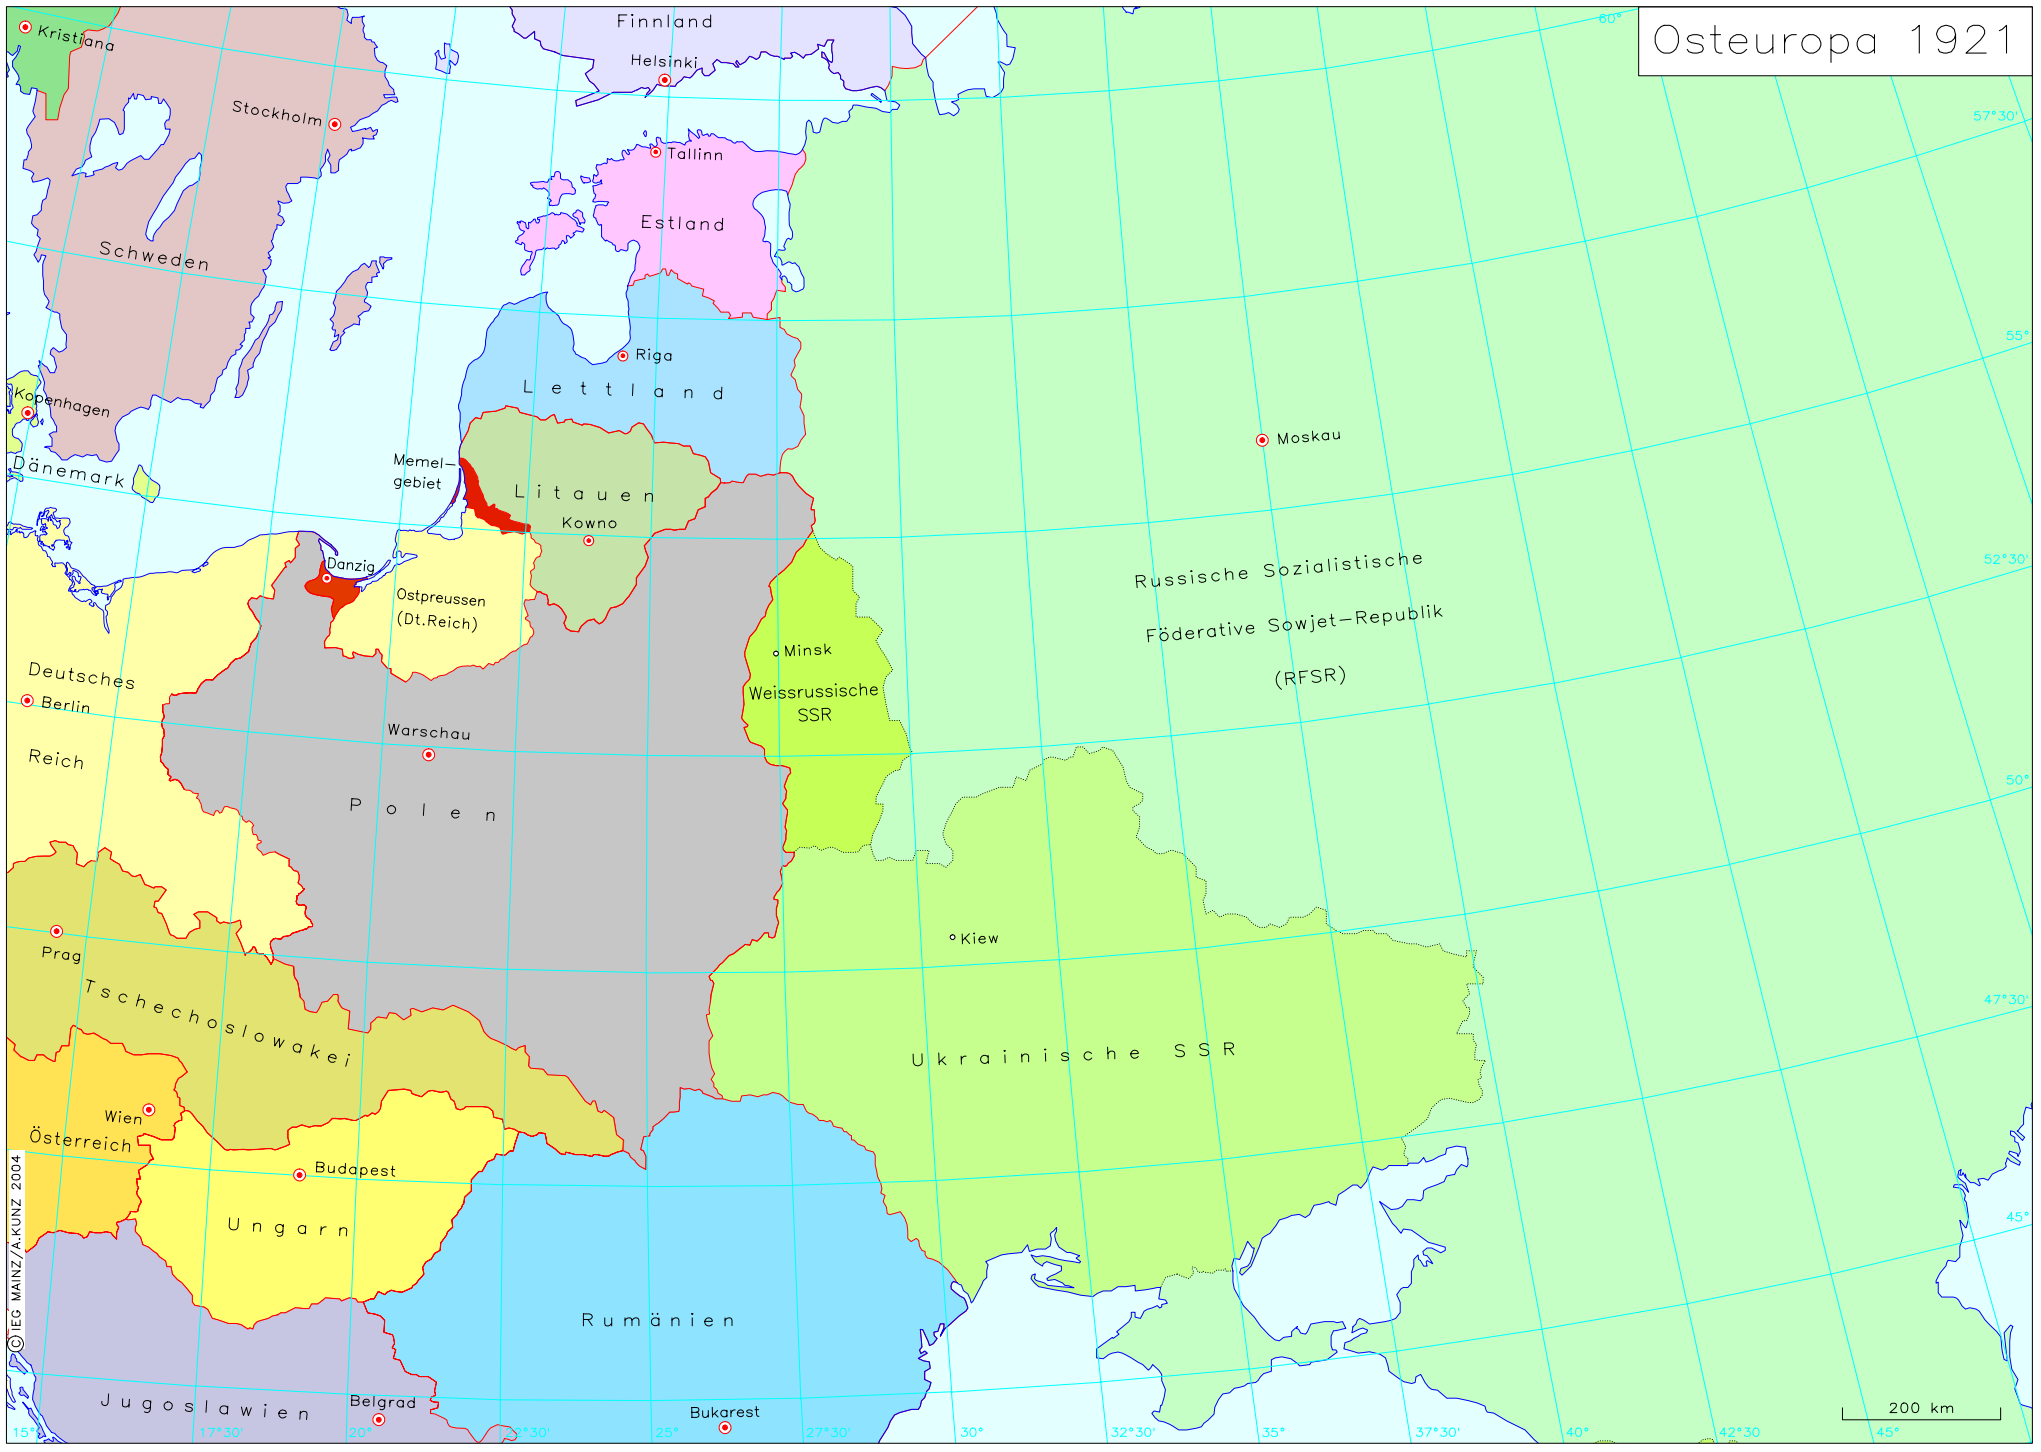 Osteuropa 1921
Finnland
Helsinki
Kristiana
Stockholm
Tallinn
Estland
Schweden
Riga
Lettland
Kopenhagen
Dänemark
Memel-
gebiet
Litauen
Kowno
Moskau
Danzig
Ostpreussen
(Dt.Reich)
Russische Sozialistische
Föderative Sowjet-Republik
(RFSR)
Minsk
Weissrussische
SSR
Deutsches
Berlin
Reich
Warschau
Polen
Prag
Tschechoslowakei
Kiew
Ukrainische SSR
Wien
Österreich
Budapest
Ungarn
Rumänien
Jugoslawien
Belgrad
Bukarest
60°
57°30'
55°
52°30'
50°
47°30'
45°
15°
17°30'
20°
22°30'
25°
27°30'
30°
32°30'
35°
37°30'
40°
42°30
45°
200 km
© IEG MAINZ/A.KUNZ 2004